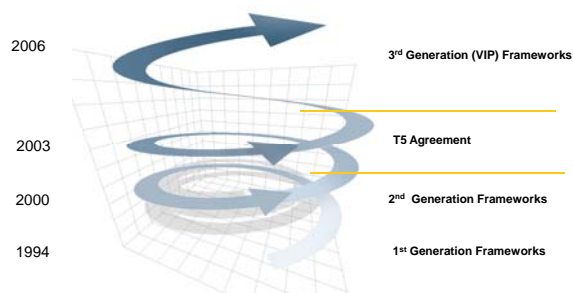 2006
3rd Generation (VIP) Frameworks
T5 Agreement
2003
2000
2nd Generation Frameworks
1994
1st Generation Frameworks